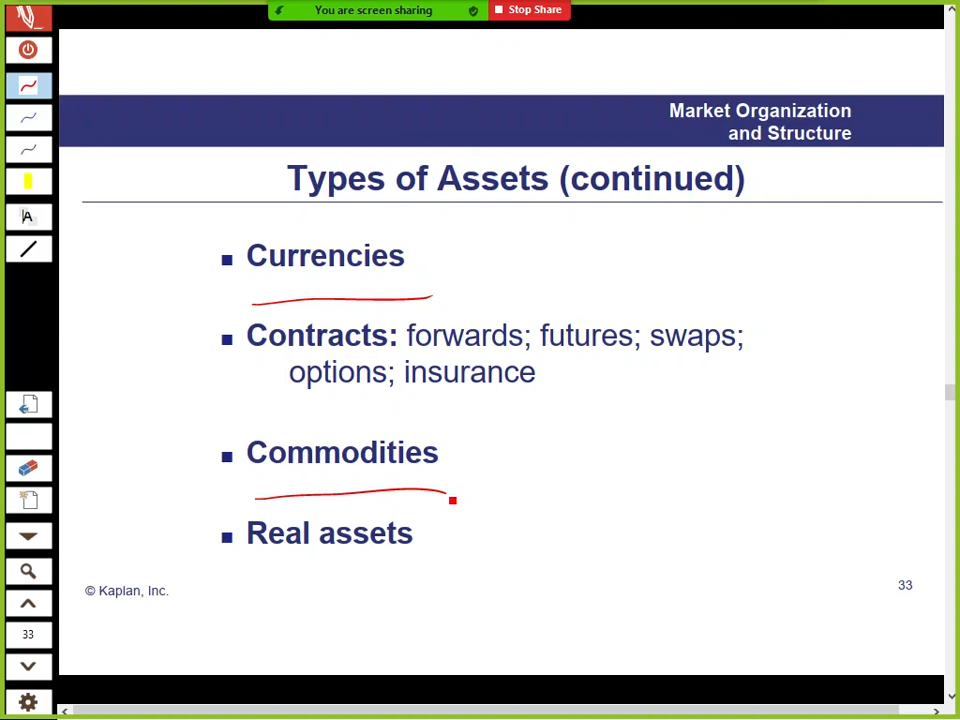 You are screen sharing
Stop Share
Market Organization
and Structure
Types of Assets (continued)
Currencies
Contracts: forwards; futures; swaps;
options; insurance
Commodities
Real assets
© Kaplan, Inc.
33
A
33